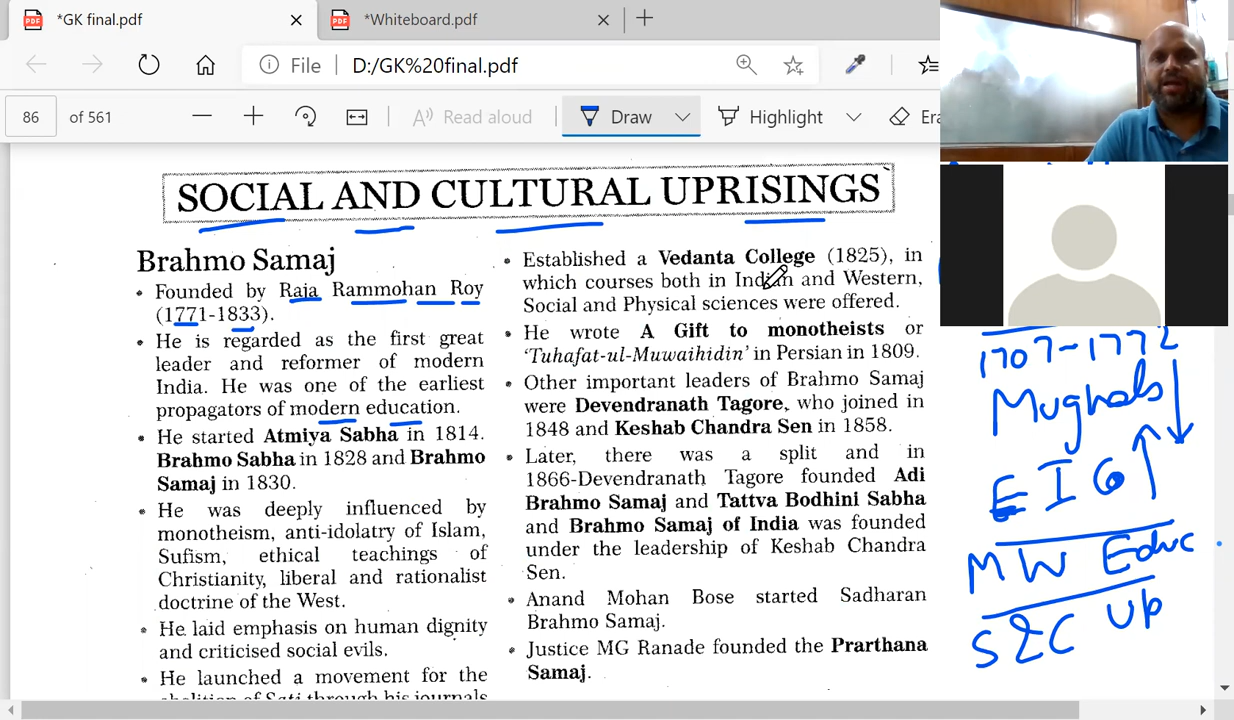 *GK final.pdf
*Whiteboard.pdf
File D:/GK%20final.pdf
86 of 561
Read aloud
Draw
Highlight
Era
SOCIAL AND CULTURAL UPRISINGS
Brahmo Samaj
• Founded by Raja Rammohan Roy
(1771-1833).
• He is regarded as the first great
leader and reformer of modern
India. He was one of the earliest
propagators of modern education.
• He started Atmiya Sabha in 1814.
Brahmo Sabha in 1828 and Brahmo
Samaj in 1830.
• He was deeply influenced by
monotheism, anti-idolatry of Islam,
Sufism, ethical teachings of
Christianity, liberal and rationalist
doctrine of the West.
• He laid emphasis on human dignity
and criticised social evils.
• He launched a movement for the
abolition of Sati through his journals
• Established a Vedanta College (1825), in
which courses both in Indian and Western,
Social and Physical sciences were offered.
• He wrote A Gift to monotheists or
'Tuhafat-ul-Muwaihidin' in Persian in 1809.
• Other important leaders of Brahmo Samaj
were Devendranath Tagore, who joined in
1848 and Keshab Chandra Sen in 1858.
• Later, there was a split and in
1866-Devendranath Tagore founded Adi
Brahmo Samaj and Tattva Bodhini Sabha
and Brahmo Samaj of India was founded
under the leadership of Keshab Chandra
Sen.
• Anand Mohan Bose started Sadharan
Brahmo Samaj.
• Justice MG Ranade founded the Prarthana
Samaj.
1707-1772
Mughals
E I C
M W Educ
S & C Up